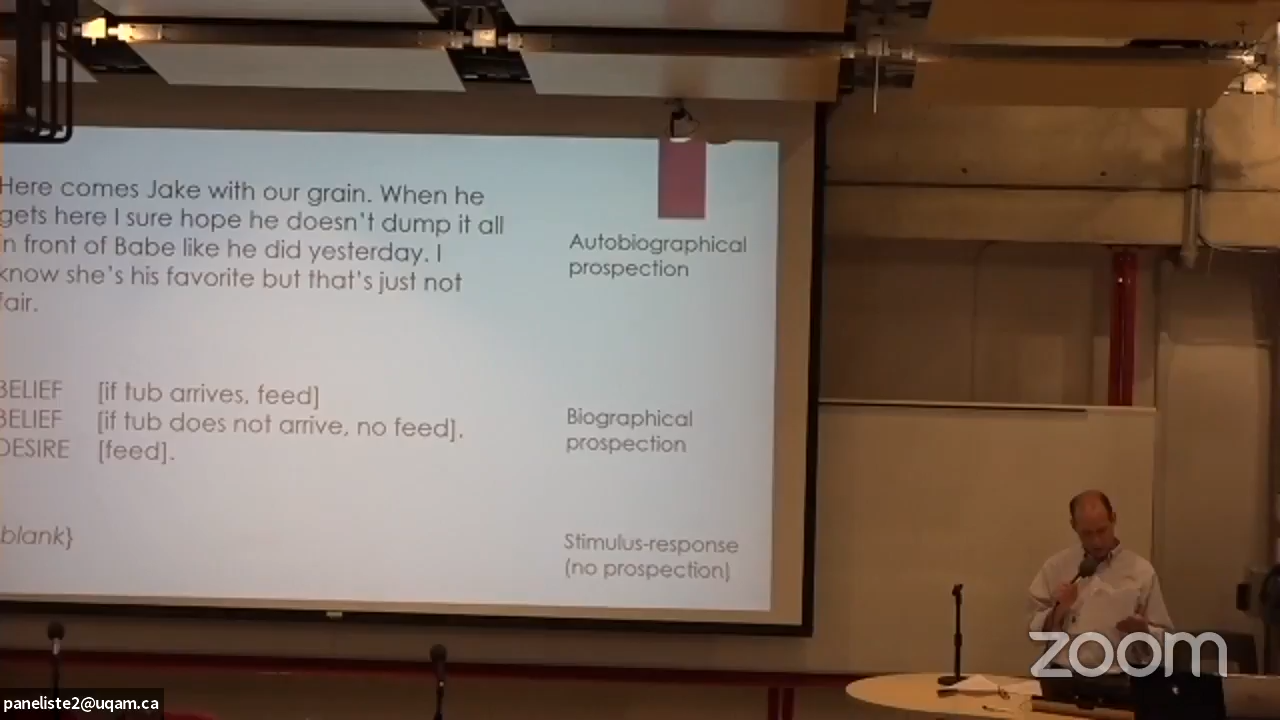 Here comes Jake with our grain. When he
gets here I sure hope he doesn't dump it all
in front of Babe like he did yesterday. I
know she's his favorite but that's just not
fair.
Autobiographical
prospection
BELIEF [if tub arrives, feed]
BELIEF [if tub does not arrive, no feed].
DESIRE [feed].
Biographical
prospection
blank}
Stimulus-response
(no prospection)
zoom
paneliste2@uqam.ca